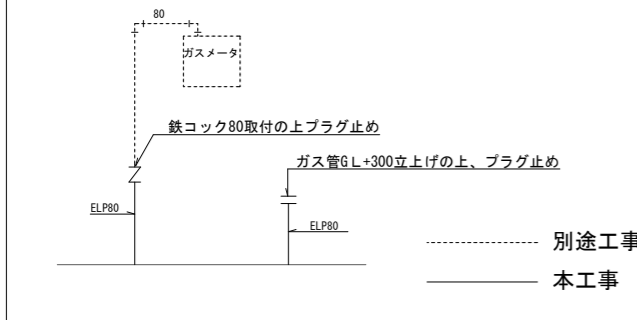 80
ガスメータ
鉄コック80取付の上プラグ止め
ガス管GL+300立上げの上、プラグ止め
ELP80
ELP80
別途工事
本工事